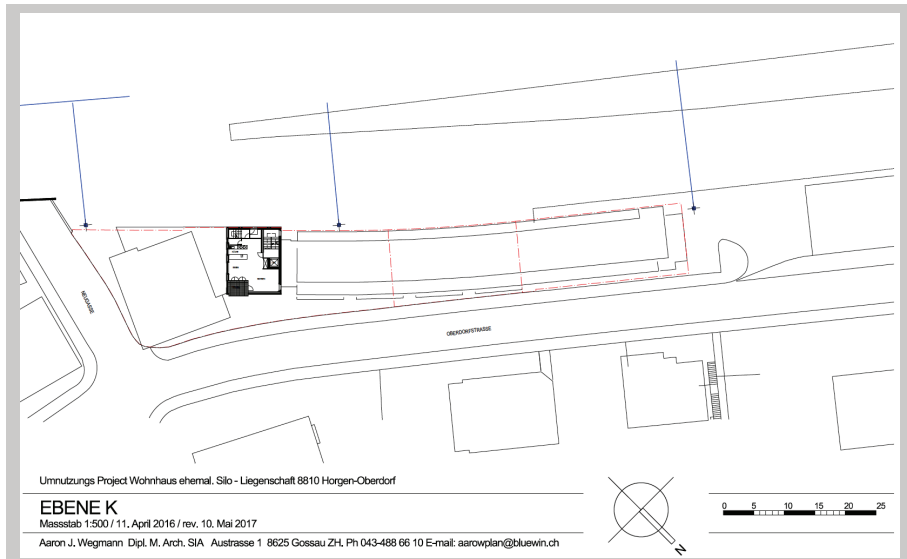 NEUGASSE
OBERDORFSTRASSE
Umnutzungs Project Wohnhaus ehemal. Silo - Liegenschaft 8810 Horgen-Oberdorf
EBENE K
Massstab 1:500 / 11. April 2016 / rev. 10. Mai 2017
Aaron J. Wegmann Dipl. M. Arch. SIA Austrasse 1 8625 Gossau ZH. Ph 043-488 66 10 E-mail: aarowplan@bluewin.ch
N
0 5 10 15 20 25